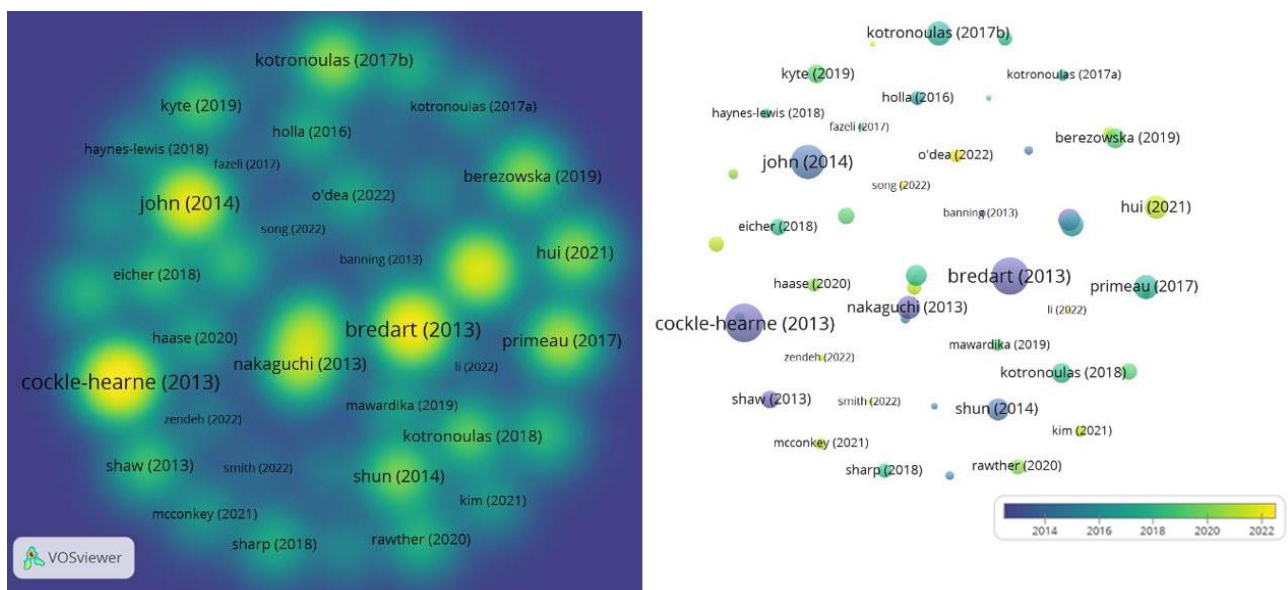 kotronoulas (2017b)
kyte (2019)
kotronoulas (2017a)
holla (2016)
haynes-lewis (2018)
fazeli (2017)
berezowska (2019)
john (2014)
o'dea (2022)
song (2022)
hui (2021)
banning (2013)
eicher (2018)
bredart (2013)
haase (2020)
primeau (2017)
nakaguchi (2013)
li (2022)
cockle-hearne (2013)
mawardika (2019)
zendeh (2022)
kotronoulas (2018)
shaw (2013)
smith (2022)
shun (2014)
kim (2021)
mcconkey (2021)
sharp (2018)
rawther (2020)
VOSviewer
kotronoulas (2017b)
kyte (2019)
kotronoulas (2017a)
holla (2016)
haynes-lewis (2018)
fazeli (2017)
berezowska (2019)
o'dea (2022)
john (2014)
song (2022)
hui (2021)
banning (2013)
eicher (2018)
bredart (2013)
haase (2020)
primeau (2017)
nakaguchi (2013)
li (2022)
cockle-hearne (2013)
mawardika (2019)
zendeh (2022)
kotronoulas (2018)
shaw (2013)
smith (2022)
shun (2014)
kim (2021)
mcconkey (2021)
sharp (2018)
rawther (2020)
2014 2016 2018 2020 2022